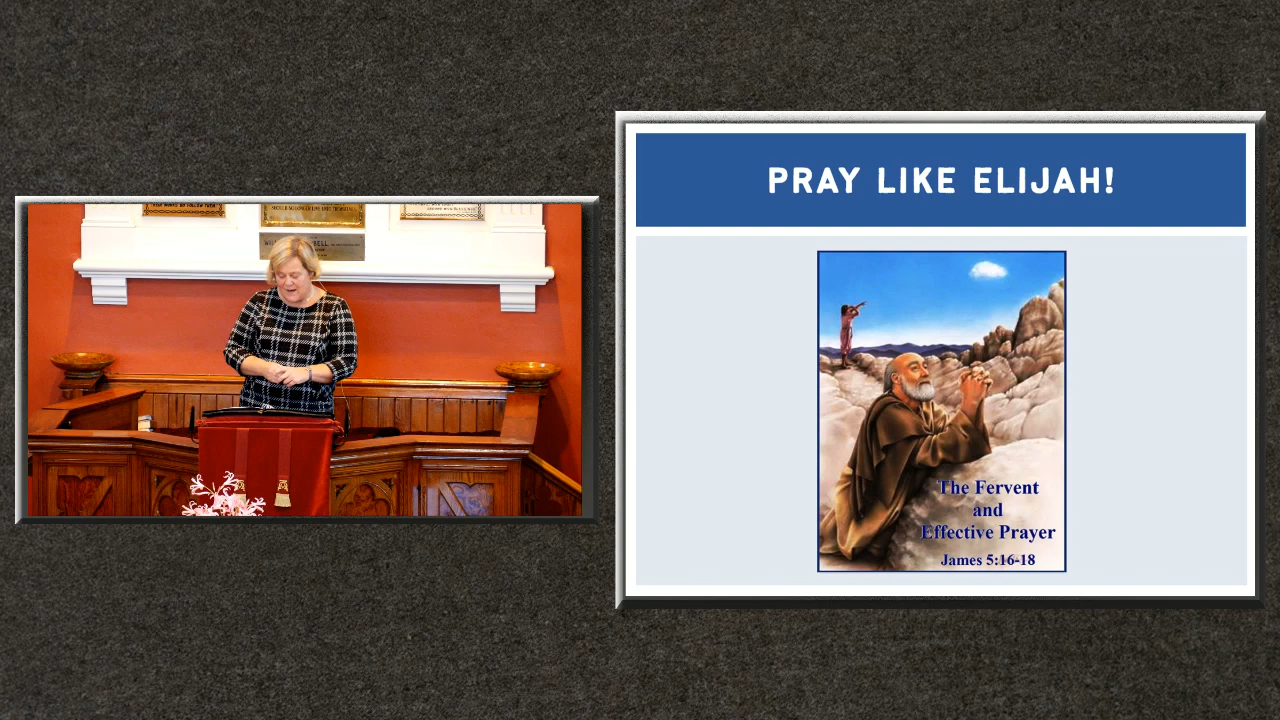 PRAY LIKE ELIJAH!
The Fervent
and
Effective Prayer
James 5:16-18